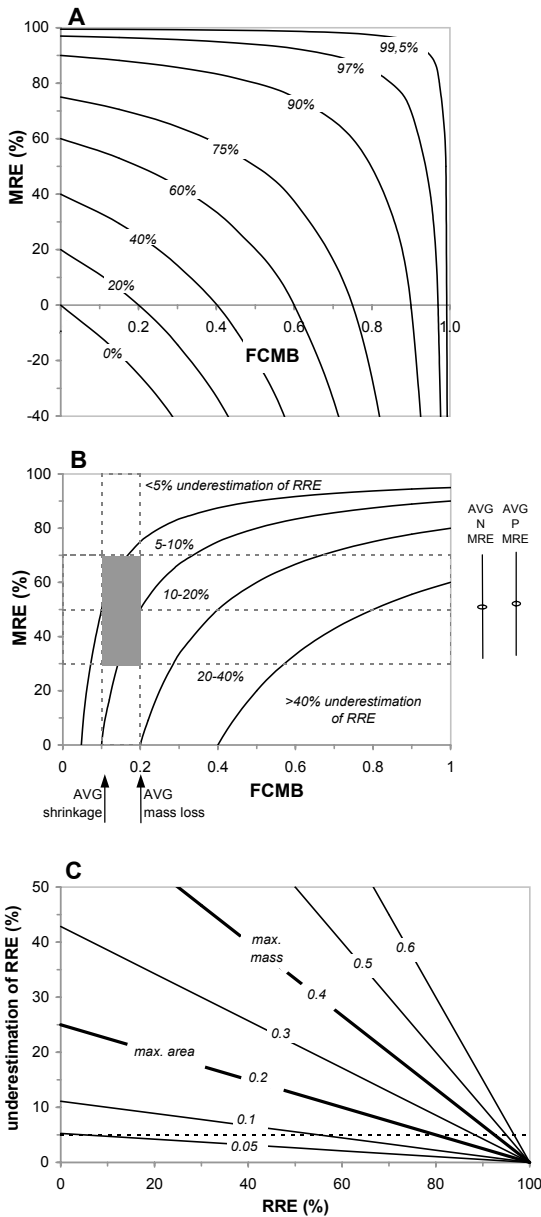 A
MRE (%)
100
80
60
40
20
0
-20
-40
99,5%
97%
90%
75%
60%
40%
20%
0%
0.2
0.4
0.6
0.8
1.0
FCMB
B
MRE (%)
100
80
60
40
20
0
<5% underestimation of RRE
5-10%
10-20%
20-40%
>40% underestimation
of RRE
0
0.2
0.4
0.6
0.8
1
FCMB
AVG
shrinkage
AVG
mass loss
AVG
N
MRE
AVG
P
MRE
C
underestimation of RRE (%)
50
40
30
20
10
0
max.
mass
max. area
0.6
0.5
0.4
0.3
0.2
0.1
0.05
0
20
40
60
80
100
RRE (%)